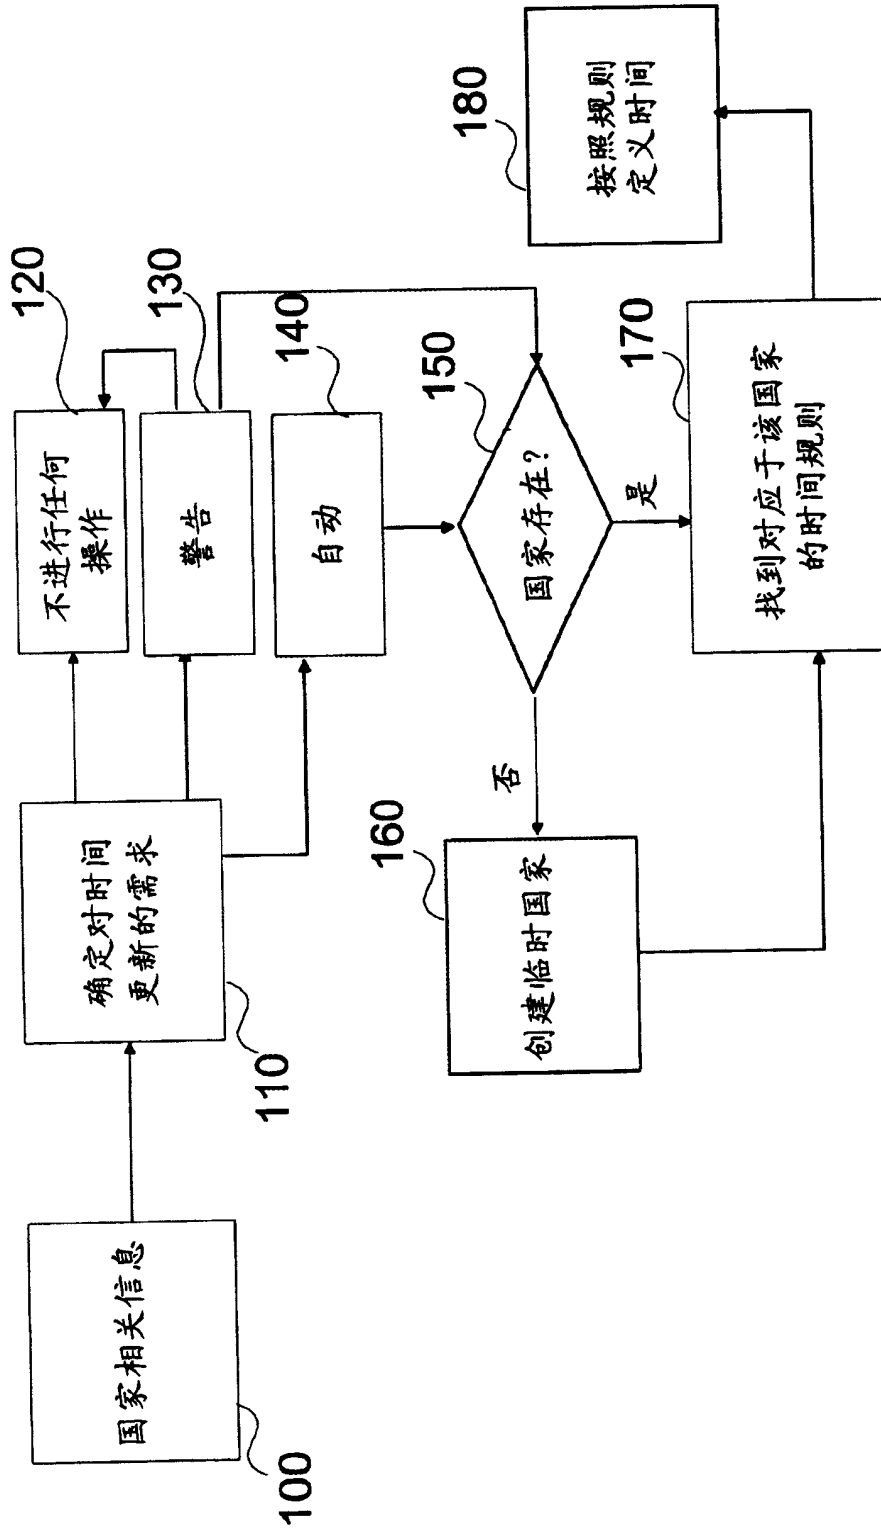 100
国家相关信息
110
确定对时间
更新的需求
120
不进行任何
操作
130
警告
140
自动
150
国家存在?
否
是
160
创建临时国家
170
找到对应于该国家
的时间规则
180
按照规则
定义时间